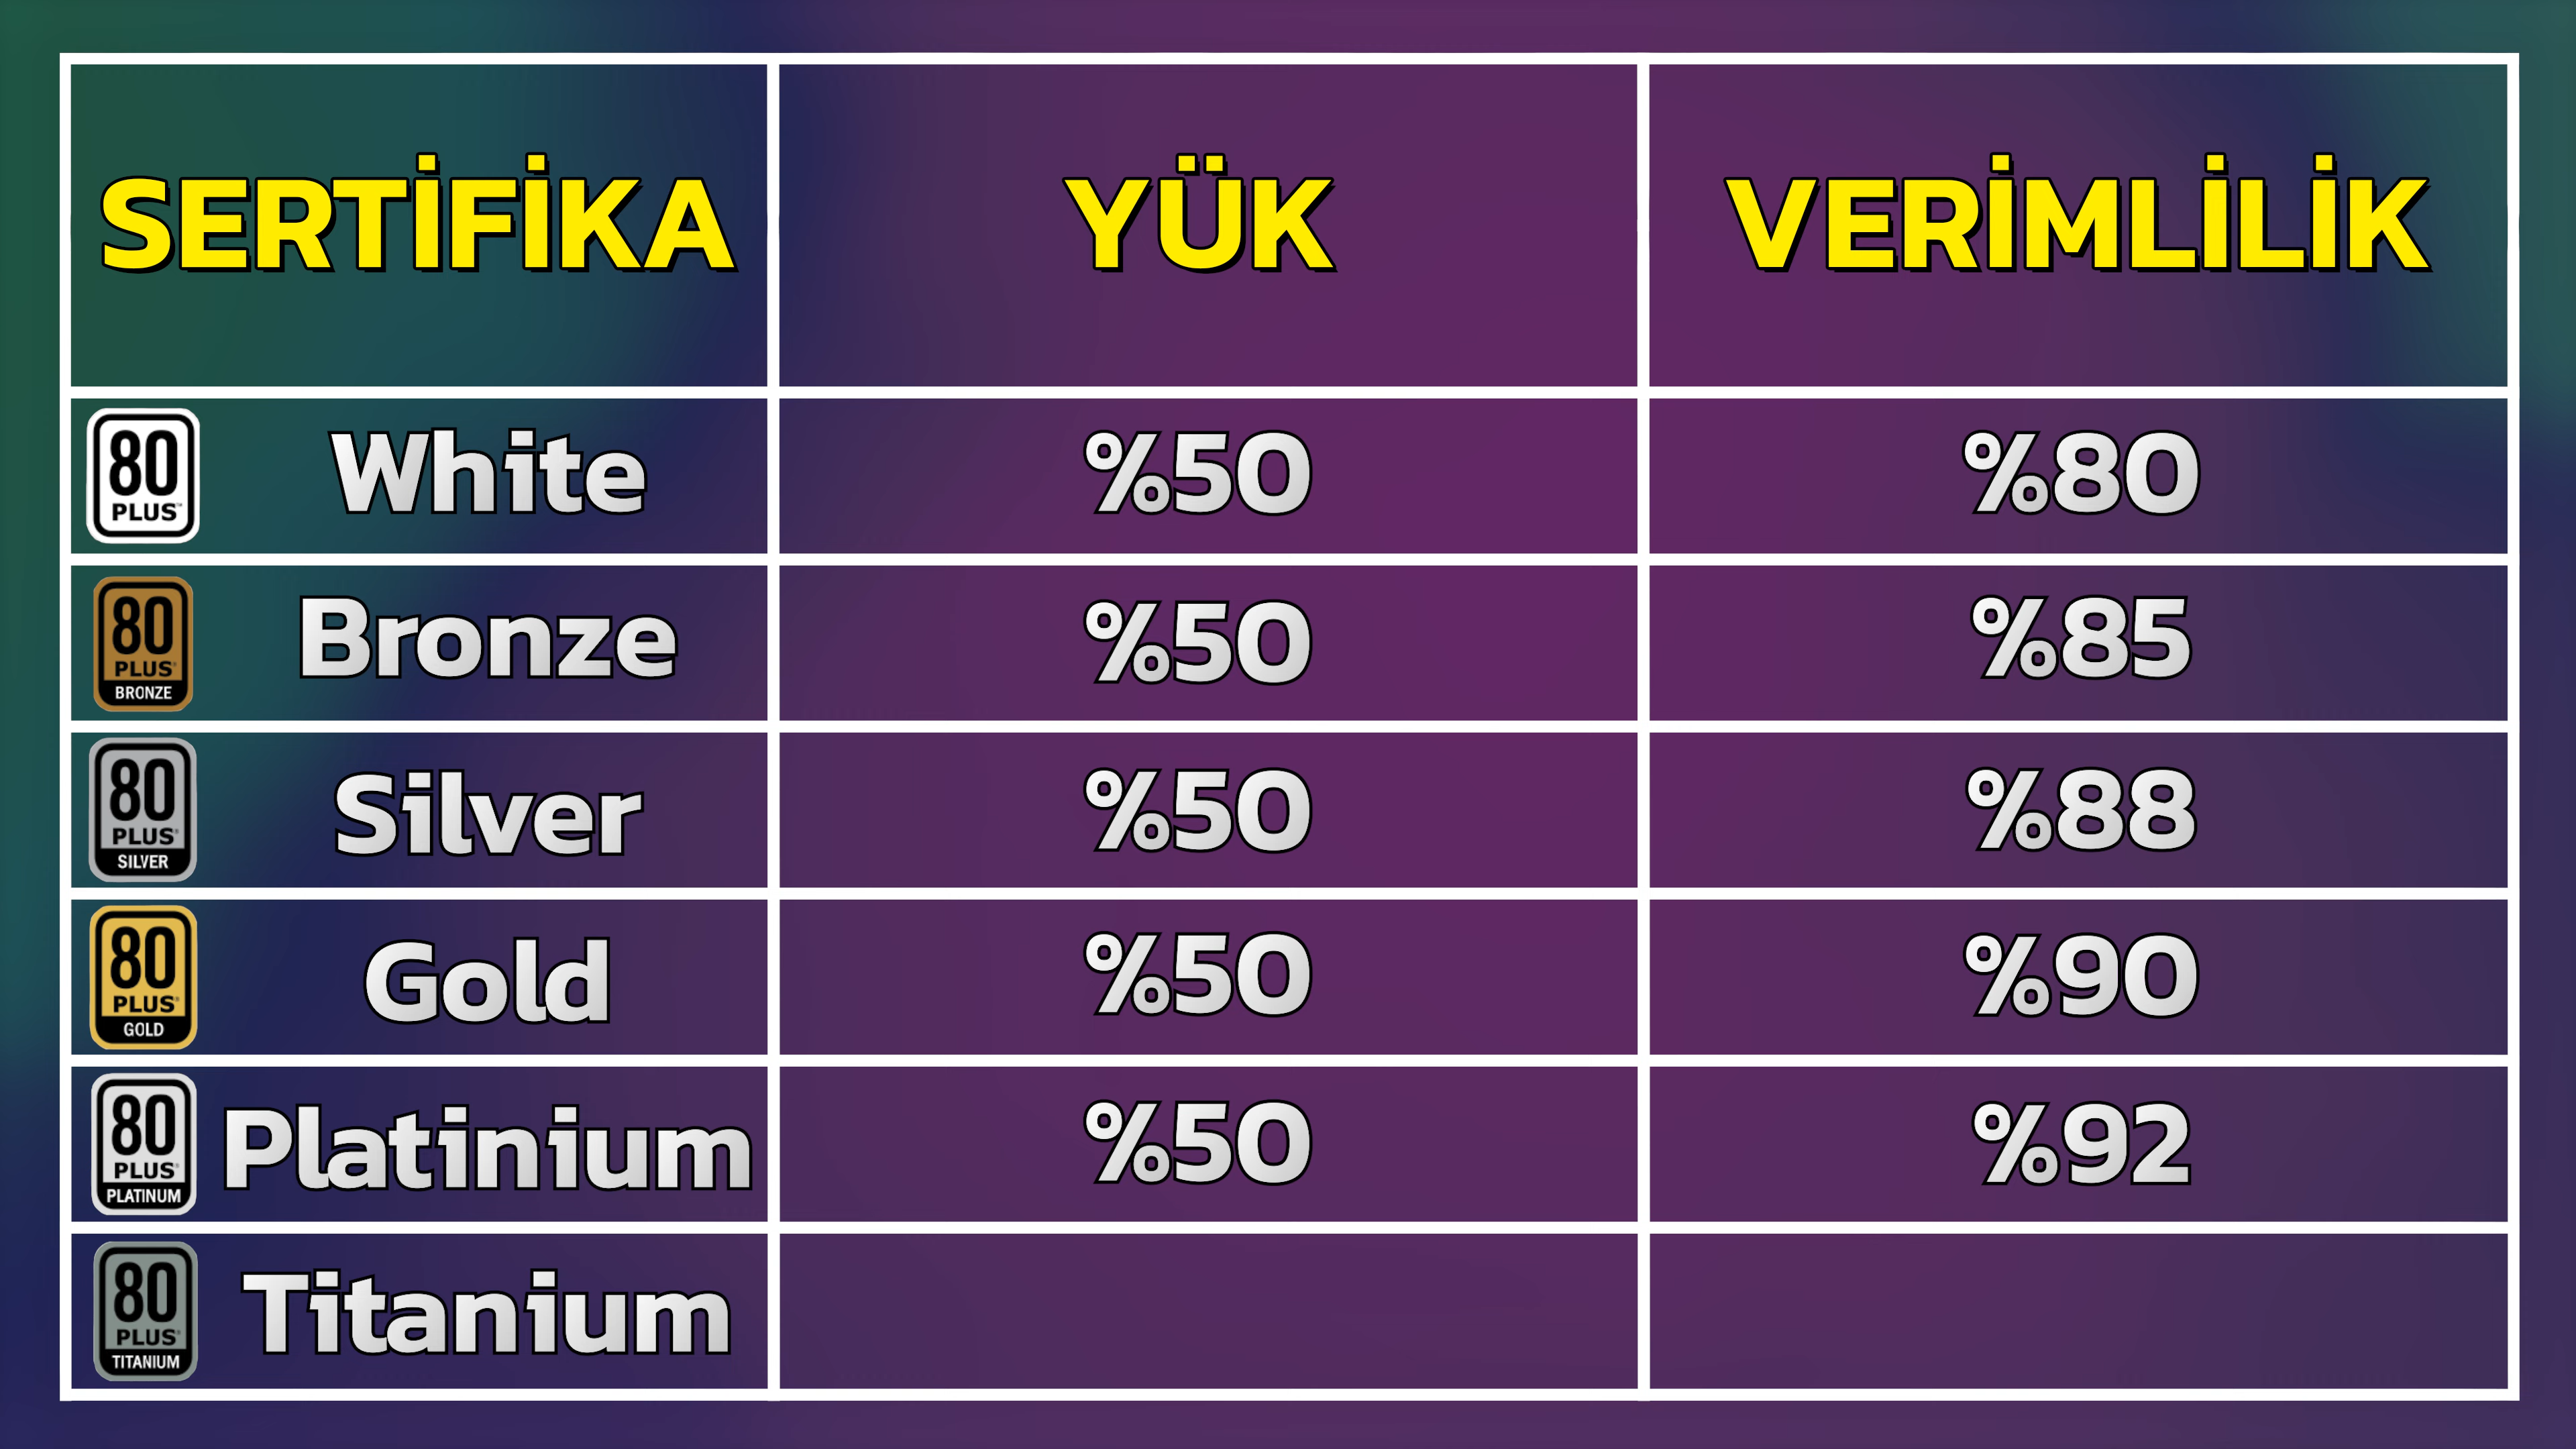 SERTİFİKA YÜK VERİMLİLİK
80 PLUS™ White %50 %80
80 PLUS BRONZE Bronze %50 %85
80 PLUS SILVER Silver %50 %88
80 PLUS GOLD Gold %50 %90
80 PLUS PLATINUM Platinium %50 %92
80 PLUS TITANIUM Titanium